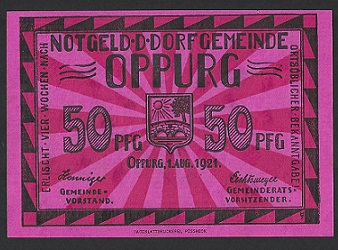 NOTGELD·D·DORFGEMEINDE
OPPURG
ERLISCHT·VIER·WOCHEN·NACH
ORTSÜBLICHER·BEKANNTGABE·
50 PFG
50 PFG
OPPURG, 1. AUG. 1921.
GEMEINDE-
VORSTAND.
GEMEINDERATS-
VORSITZENDER.